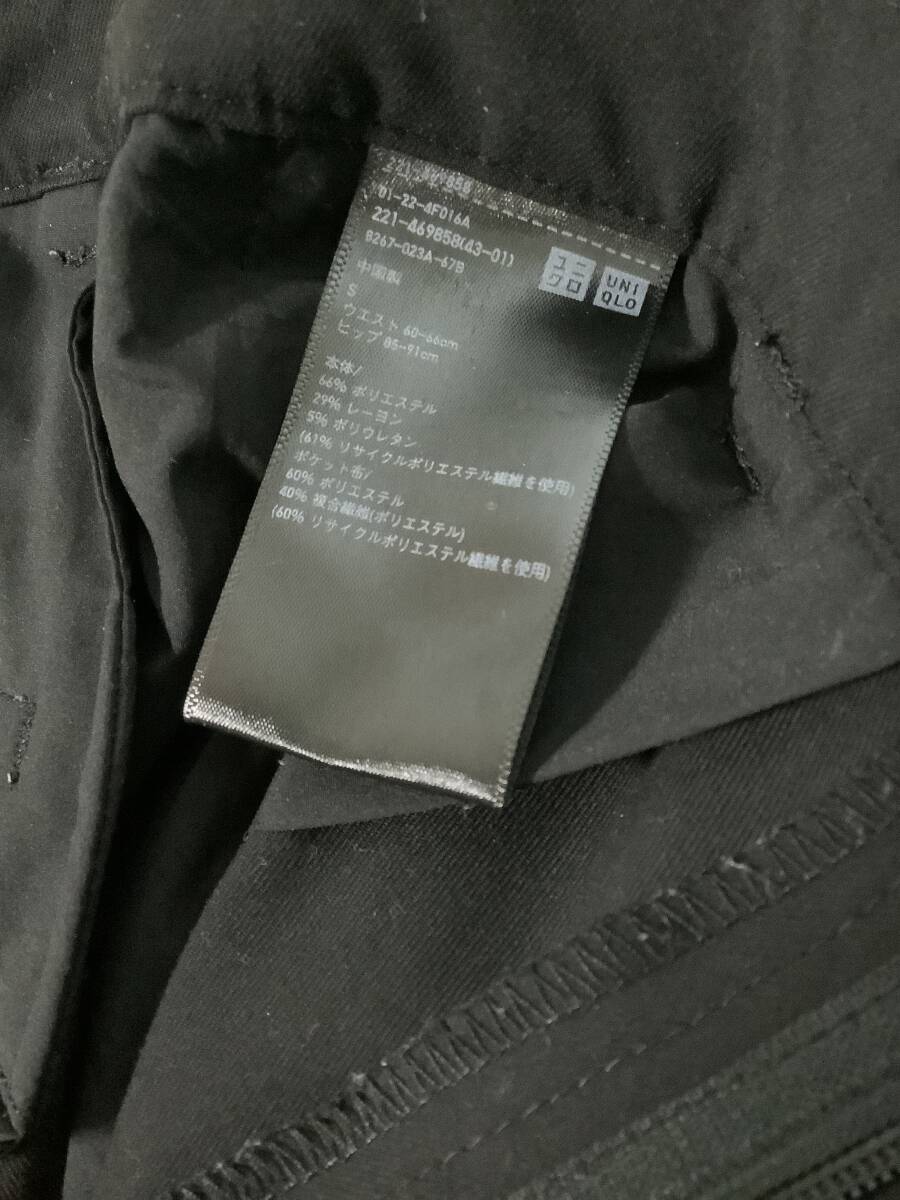 221-469858
01-22-4F016A
221-469858(43-01)
8267-023A-67B
ユニ
クロ
UNI
QLO
中国製
S
ウエスト 60-66cm
ヒップ 85-91cm
本体/
66% ポリエステル
29% レーヨン
5% ポリウレタン
(61% リサイクルポリエステル繊維を使用)
ポケット布/
60% ポリエステル
40% 複合繊維(ポリエステル)
(60% リサイクルポリエステル繊維を使用)